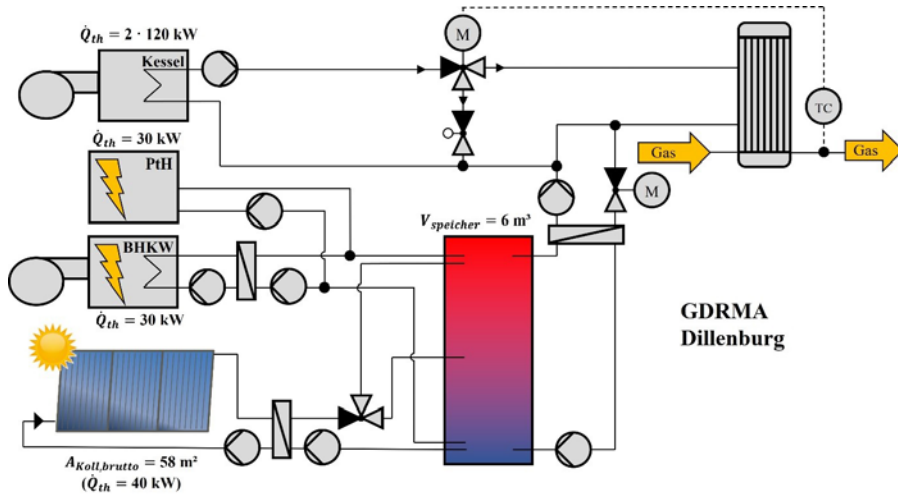 Q̇th = 2 · 120 kW
Kessel
M
TC
Q̇th = 30 kW
PtH
Gas
Gas
M
Vspeicher = 6 m³
BHKW
Q̇th = 30 kW
GDRMA
Dillenburg
AKoll,brutto = 58 m²
(Q̇th = 40 kW)